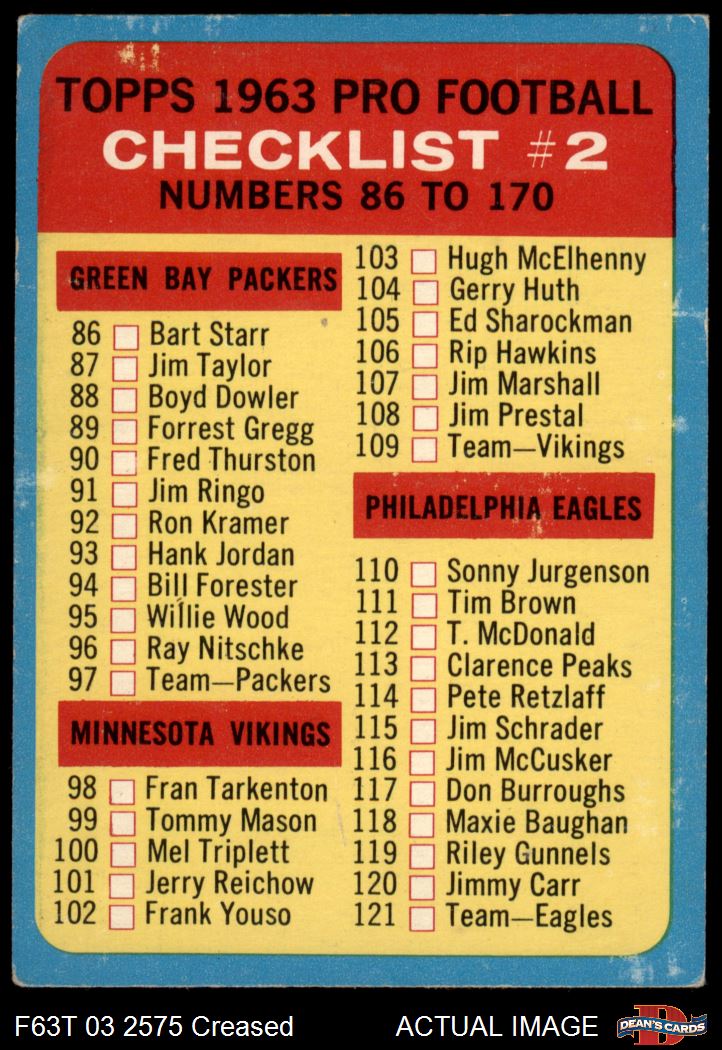 TOPPS 1963 PRO FOOTBALL
CHECKLIST #2
NUMBERS 86 TO 170
GREEN BAY PACKERS
86 Bart Starr
87 Jim Taylor
88 Boyd Dowler
89 Forrest Gregg
90 Fred Thurston
91 Jim Ringo
92 Ron Kramer
93 Hank Jordan
94 Bill Forester
95 Willie Wood
96 Ray Nitschke
97 Team—Packers
MINNESOTA VIKINGS
98 Fran Tarkenton
99 Tommy Mason
100 Mel Triplett
101 Jerry Reichow
102 Frank Youso
103 Hugh McElhenny
104 Gerry Huth
105 Ed Sharockman
106 Rip Hawkins
107 Jim Marshall
108 Jim Prestal
109 Team—Vikings
PHILADELPHIA EAGLES
110 Sonny Jurgenson
111 Tim Brown
112 T. McDonald
113 Clarence Peaks
114 Pete Retzlaff
115 Jim Schrader
116 Jim McCusker
117 Don Burroughs
118 Maxie Baughan
119 Riley Gunnels
120 Jimmy Carr
121 Team—Eagles
F63T 03 2575 Creased
ACTUAL IMAGE
DEAN'S CARDS